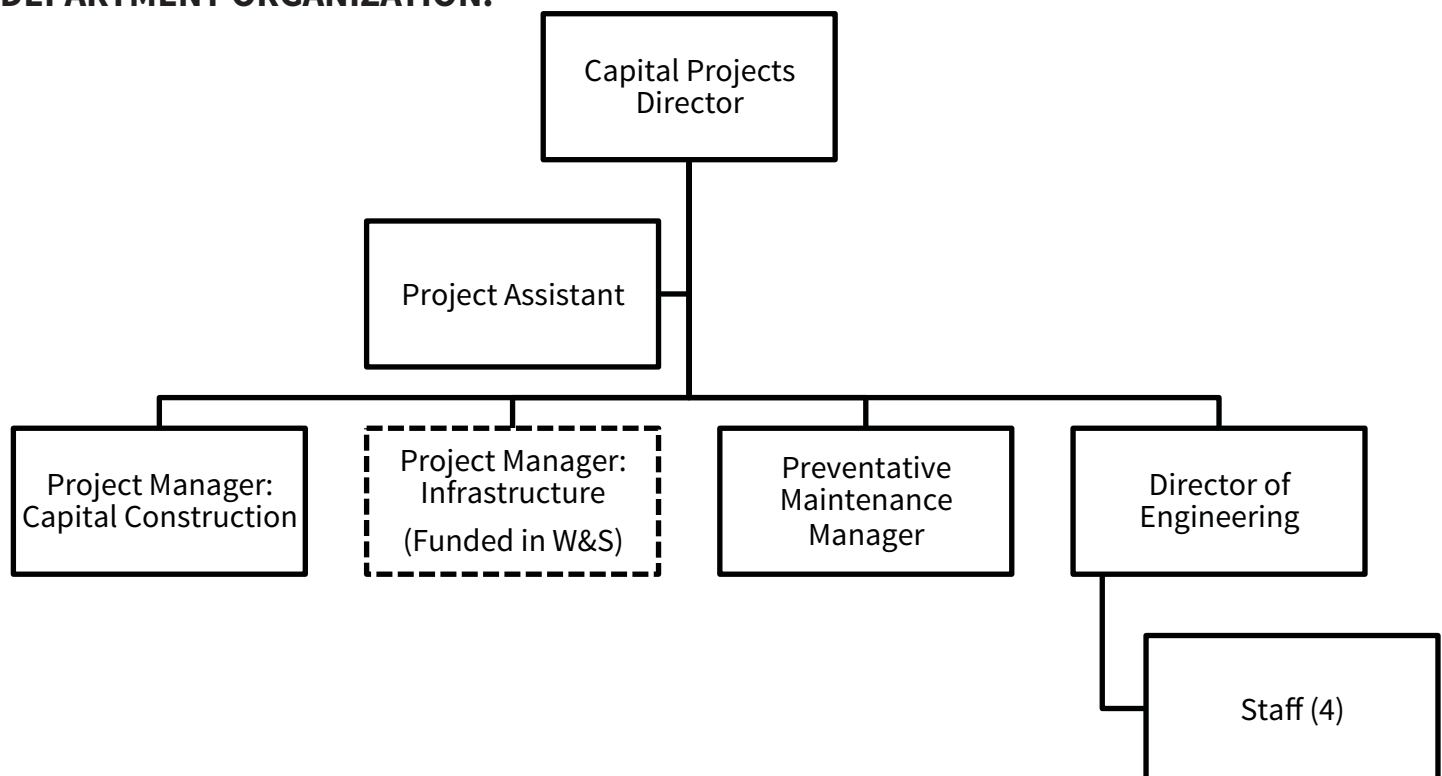 DEPARTMENT ORGANIZATION:
Capital Projects
Director
Project Assistant
Project Manager:
Capital Construction
Project Manager:
Infrastructure
(Funded in W&S)
Preventative
Maintenance
Manager
Director of
Engineering
Staff (4)